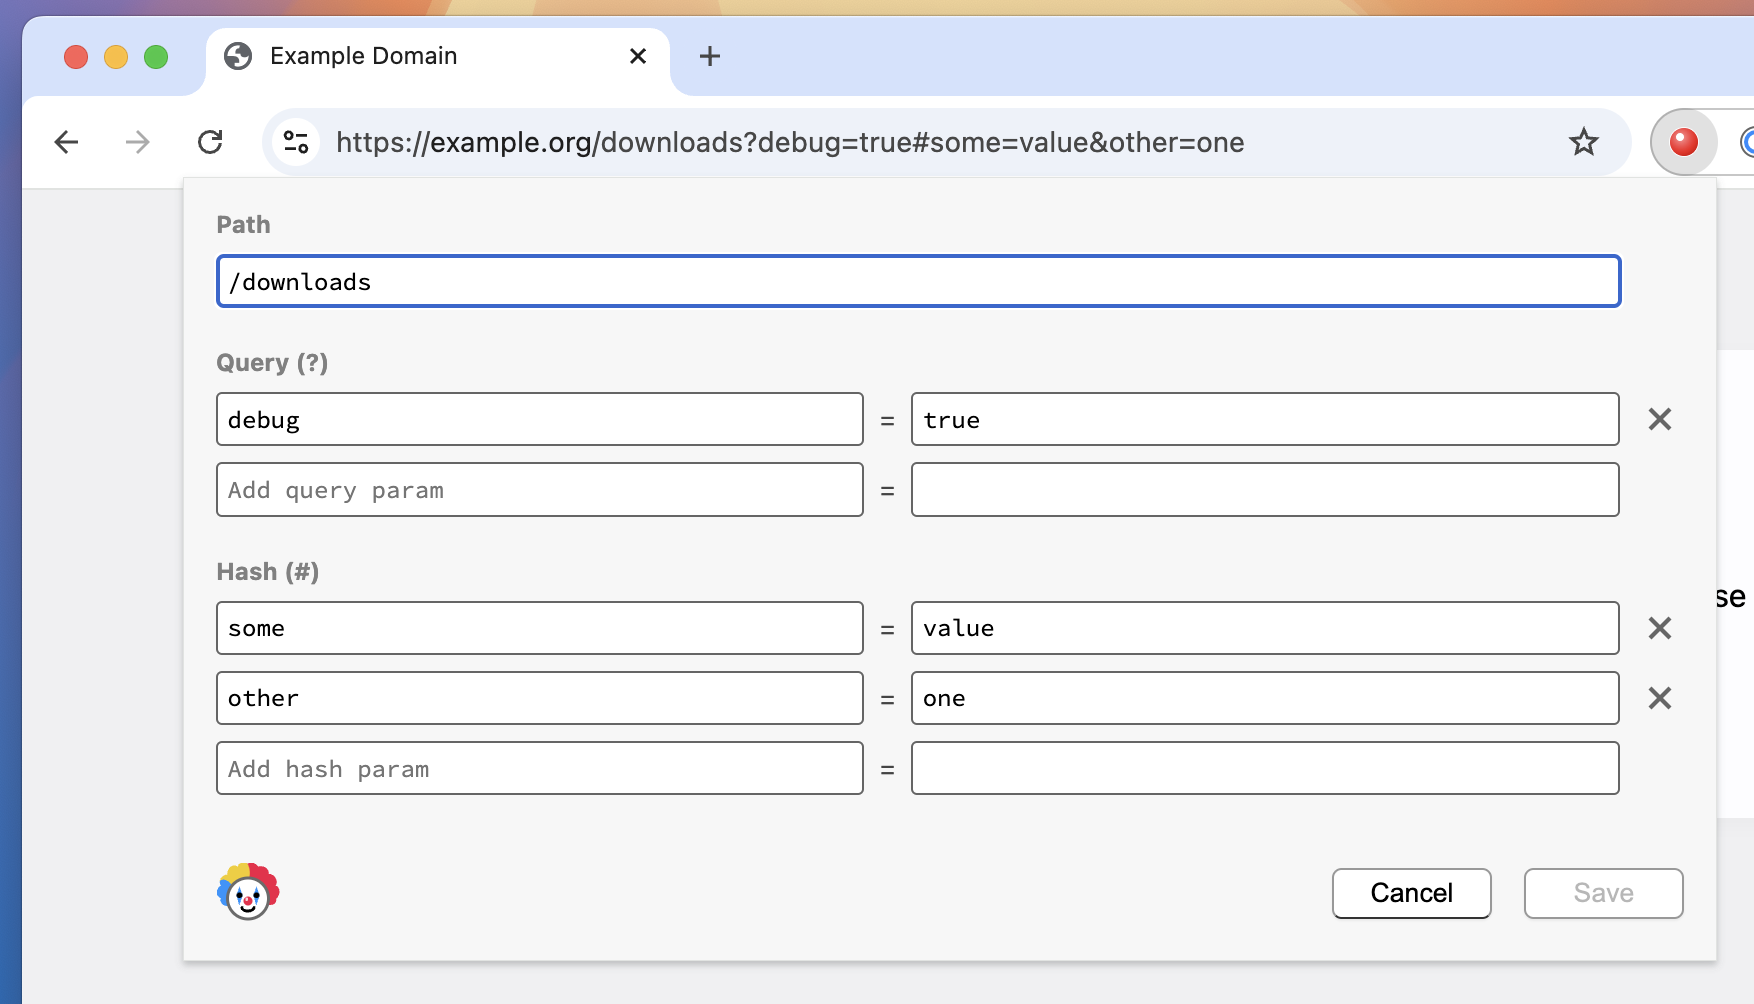 Example Domain
https://example.org/downloads?debug=true#some=value&other=one
Path
/downloads
Query (?)
debug = true
Add query param =
Hash (#)
some = value
other = one
Add hash param =
se
Cancel Save